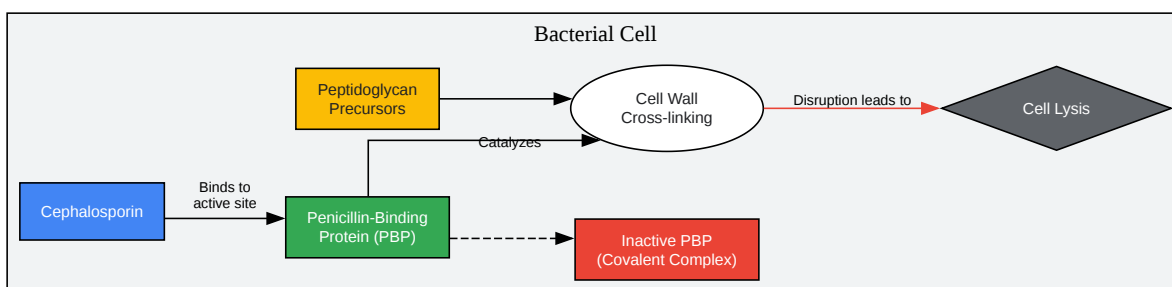 Bacterial Cell
Peptidoglycan
Precursors
Cell Wall
Cross-linking
Disruption leads to
Cell Lysis
Catalyzes
Cephalosporin
Binds to
active site
Penicillin-Binding
Protein (PBP)
Inactive PBP
(Covalent Complex)